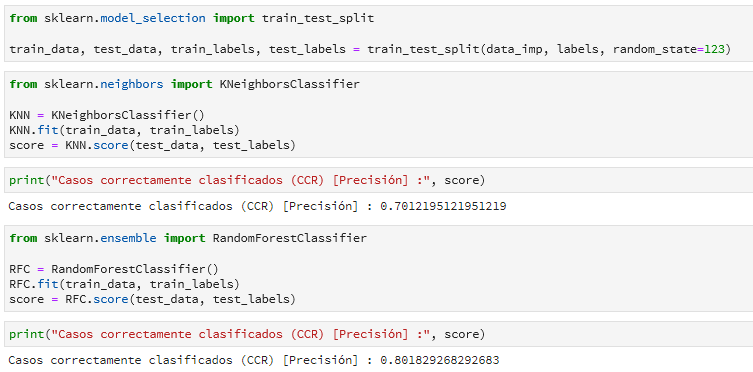 from sklearn.model_selection import train_test_split
train_data, test_data, train_labels, test_labels = train_test_split(data_imp, labels, random_state=123)
from sklearn.neighbors import KNeighborsClassifier
KNN = KNeighborsClassifier()
KNN.fit(train_data, train_labels)
score = KNN.score(test_data, test_labels)
print("Casos correctamente clasificados (CCR) [Precisión] :", score)
Casos correctamente clasificados (CCR) [Precisión] : 0.7012195121951219
from sklearn.ensemble import RandomForestClassifier
RFC = RandomForestClassifier()
RFC.fit(train_data, train_labels)
score = RFC.score(test_data, test_labels)
print("Casos correctamente clasificados (CCR) [Precisión] :", score)
Casos correctamente clasificados (CCR) [Precisión] : 0.801829268292683